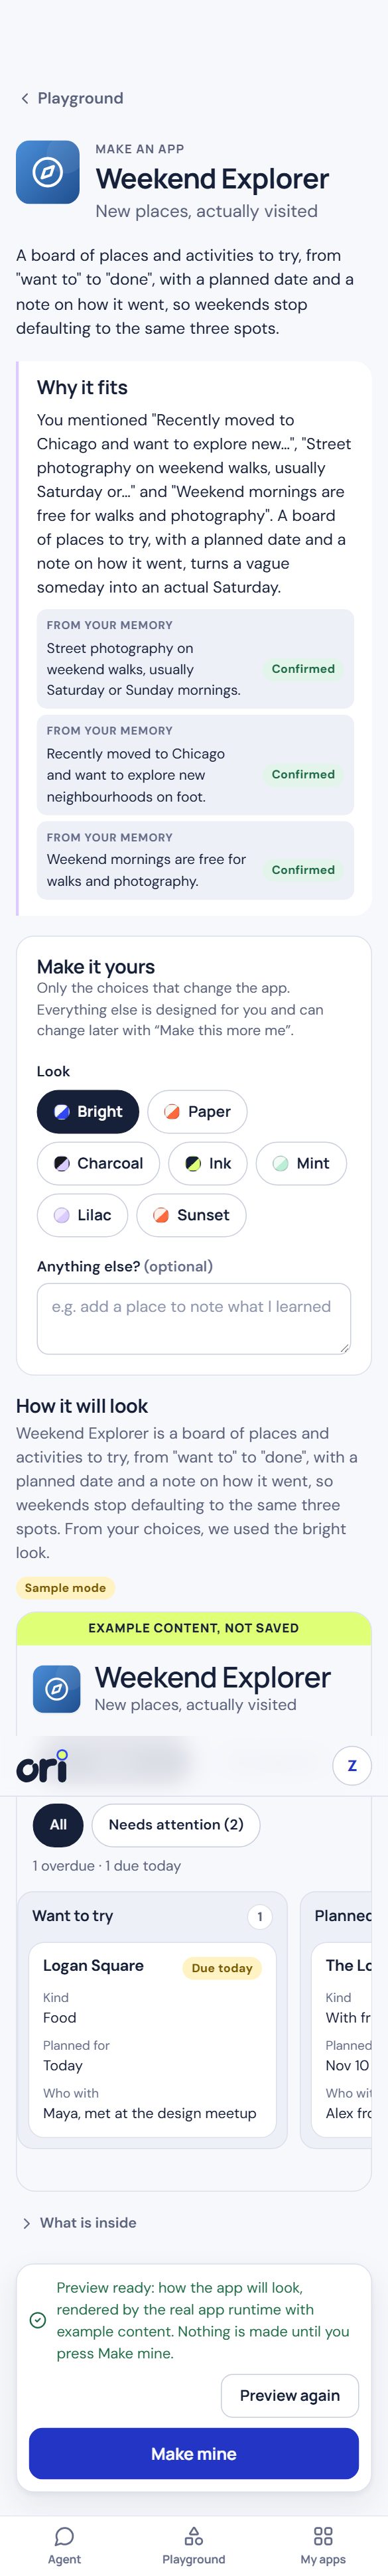 Playground
MAKE AN APP
Weekend Explorer
New places, actually visited
A board of places and activities to try, from
"want to" to "done", with a planned date and a
note on how it went, so weekends stop
defaulting to the same three spots.
Why it fits
You mentioned "Recently moved to
Chicago and want to explore new…", "Street
photography on weekend walks, usually
Saturday or…" and "Weekend mornings are
free for walks and photography". A board
of places to try, with a planned date and a
note on how it went, turns a vague
someday into an actual Saturday.
FROM YOUR MEMORY
Street photography on
weekend walks, usually
Saturday or Sunday mornings.
Confirmed
FROM YOUR MEMORY
Recently moved to Chicago
and want to explore new
neighbourhoods on foot.
Confirmed
FROM YOUR MEMORY
Weekend mornings are free for
walks and photography.
Confirmed
Make it yours
Only the choices that change the app.
Everything else is designed for you and can
change later with “Make this more me”.
Look
Bright
Paper
Charcoal
Ink
Mint
Lilac
Sunset
Anything else? (optional)
e.g. add a place to note what I learned
How it will look
Weekend Explorer is a board of places and
activities to try, from "want to" to "done", with a
planned date and a note on how it went, so
weekends stop defaulting to the same three
spots. From your choices, we used the bright
look.
Sample mode
EXAMPLE CONTENT, NOT SAVED
Weekend Explorer
New places, actually visited
ori
Z
All
Needs attention (2)
1 overdue · 1 due today
Want to try
1
Planned
Logan Square
Due today
Kind
Food
Planned for
Today
Who with
Maya, met at the design meetup
The Lo
Kind
With fr
Planned
Nov 10
Who wit
Alex fro
What is inside
Preview ready: how the app will look,
rendered by the real app runtime with
example content. Nothing is made until you
press Make mine.
Preview again
Make mine
Agent
Playground
My apps